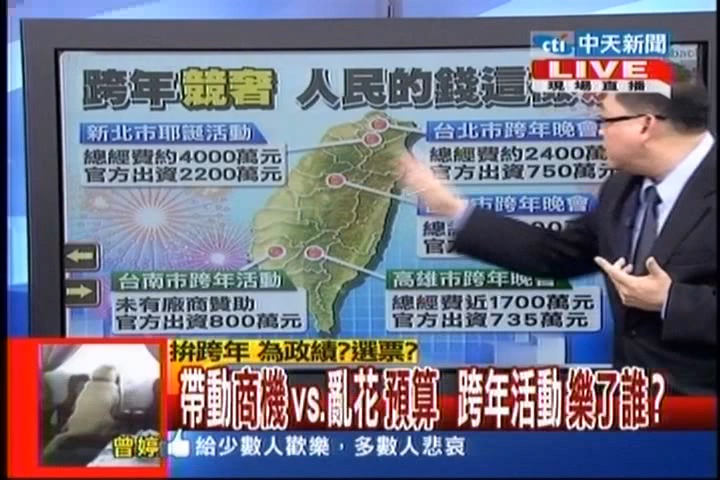 cti 中天新聞
LIVE
現場直播
跨年競奢 人民的錢這
新北市耶誕活動
總經費約4000萬元
官方出資2200萬元
台北市跨年晚會
總經費約2400
官方出資750萬
市跨年晚會
台南市跨年活動
未有廠商贊助
官方出資800萬元
高雄市跨年晚會
總經費近1700萬元
官方出資735萬元
拚跨年 為政績?選票?
帶動商機vs.亂花預算 跨年活動樂了誰?
曾婷
給少數人歡樂，多數人悲哀